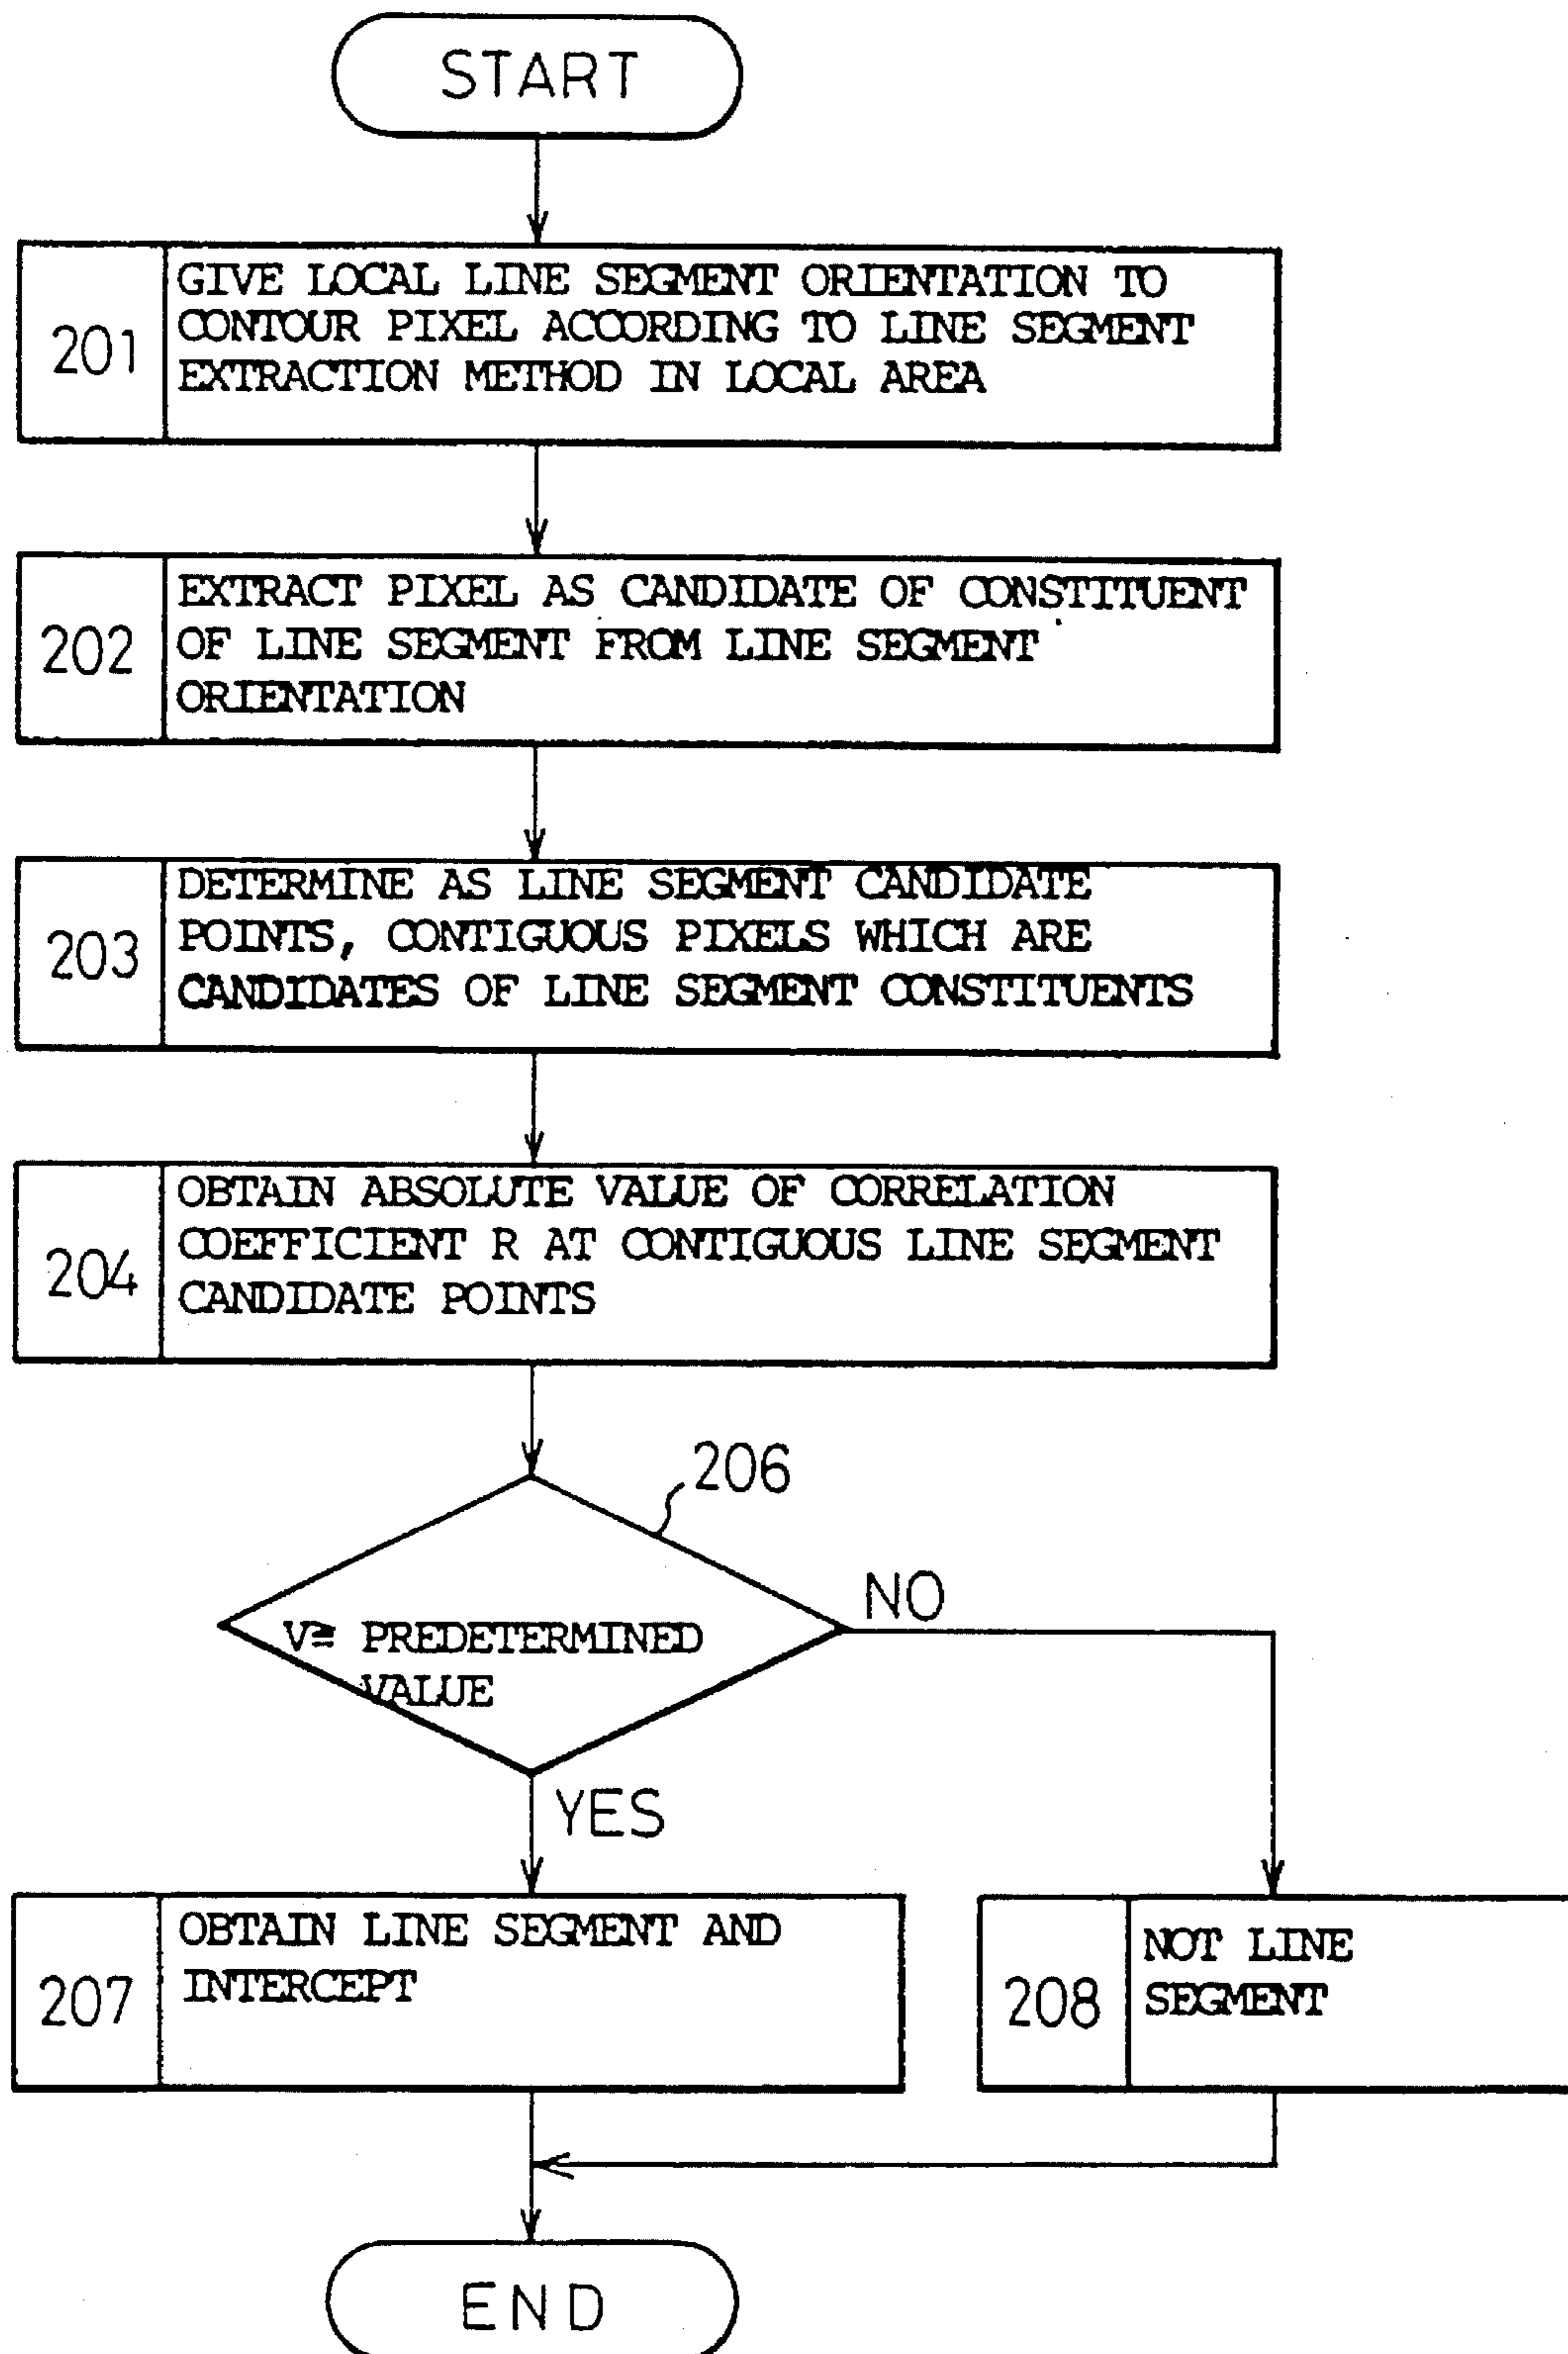 START
201
GIVE LOCAL LINE SEGMENT ORIENTATION TO
CONTOUR PIXEL ACCORDING TO LINE SEGMENT
EXTRACTION METHOD IN LOCAL AREA
202
EXTRACT PIXEL AS CANDIDATE OF CONSTITUENT
OF LINE SEGMENT FROM LINE SEGMENT
ORIENTATION
203
DETERMINE AS LINE SEGMENT CANDIDATE
POINTS, CONTIGUOUS PIXELS WHICH ARE
CANDIDATES OF LINE SEGMENT CONSTITUENTS
204
OBTAIN ABSOLUTE VALUE OF CORRELATION
COEFFICIENT R AT CONTIGUOUS LINE SEGMENT
CANDIDATE POINTS
206
V≧ PREDETERMINED
VALUE
NO
YES
207
OBTAIN LINE SEGMENT AND
INTERCEPT
208
NOT LINE
SEGMENT
END